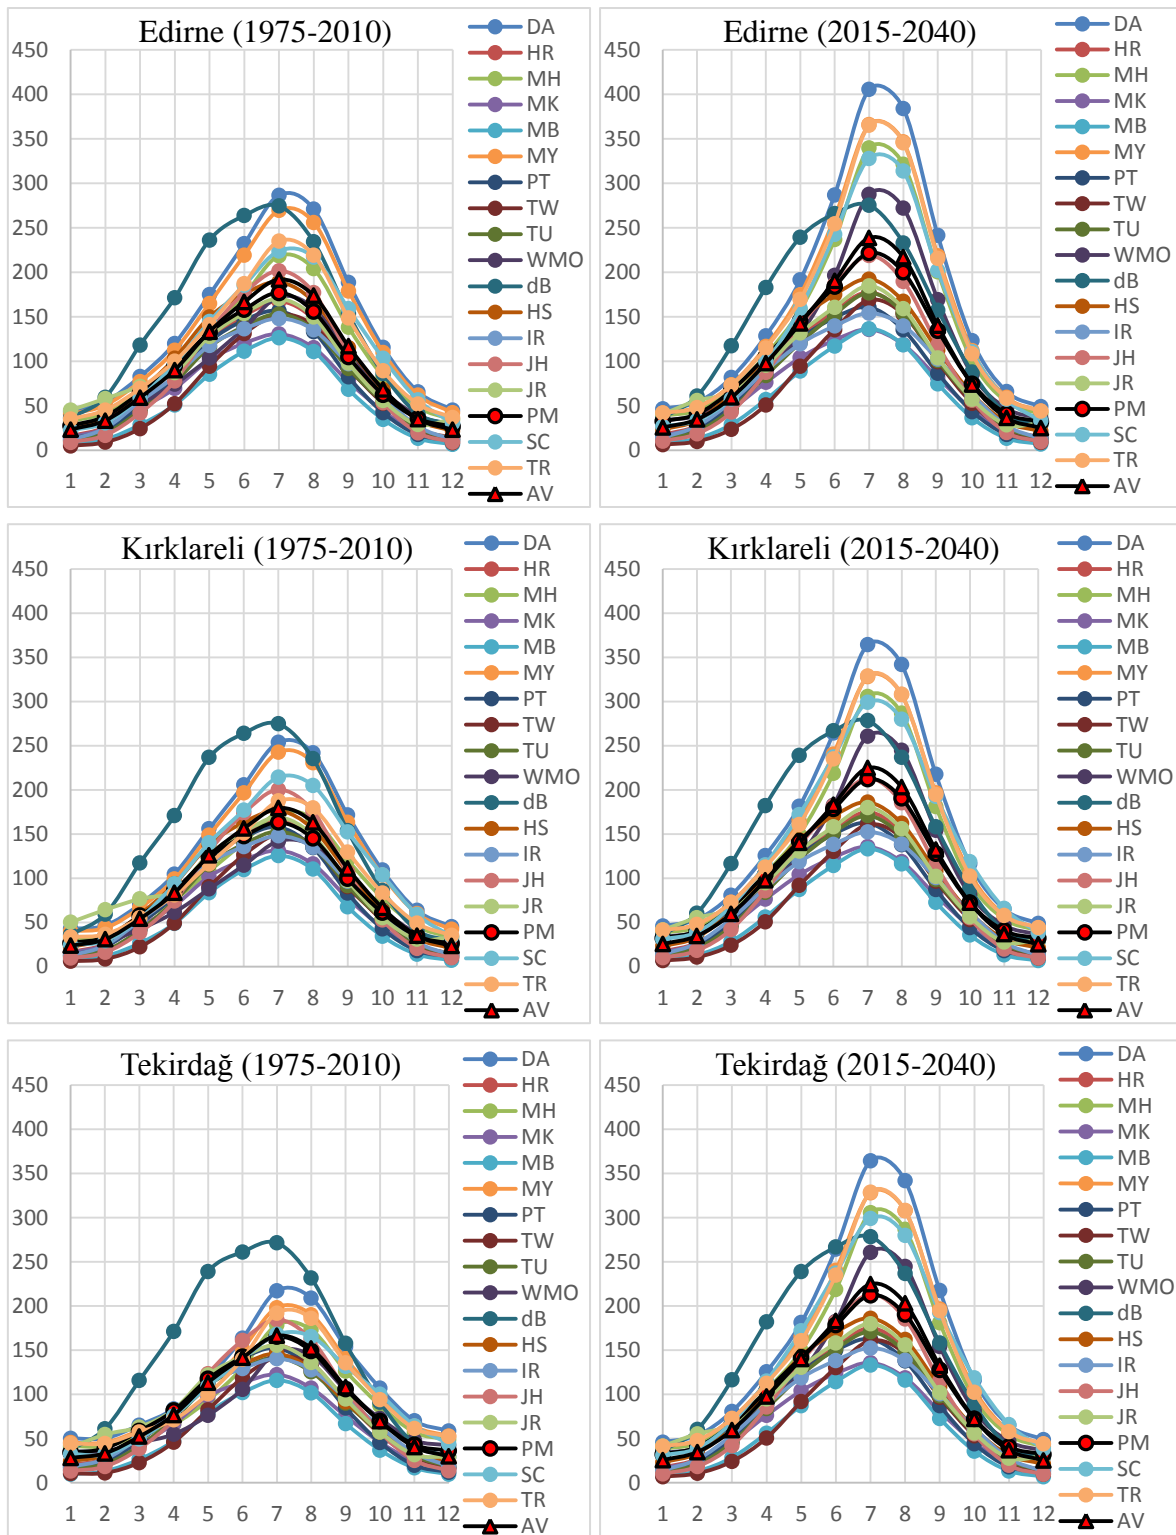 Edirne (1975-2010)
450
400
350
300
250
200
150
100
50
0
1 2 3 4 5 6 7 8 9 10 11 12
DA
HR
MH
MK
MB
MY
PT
TW
TU
WMO
dB
HS
IR
JH
JR
PM
SC
TR
AV
Edirne (2015-2040)
450
400
350
300
250
200
150
100
50
0
1 2 3 4 5 6 7 8 9 10 11 12
DA
HR
MH
MK
MB
MY
PT
TW
TU
WMO
dB
HS
IR
JH
JR
PM
SC
TR
AV
Kırklareli (1975-2010)
450
400
350
300
250
200
150
100
50
0
1 2 3 4 5 6 7 8 9 10 11 12
DA
HR
MH
MK
MB
MY
PT
TW
TU
WMO
dB
HS
IR
JH
JR
PM
SC
TR
AV
Kırklareli (2015-2040)
450
400
350
300
250
200
150
100
50
0
1 2 3 4 5 6 7 8 9 10 11 12
DA
HR
MH
MK
MB
MY
PT
TW
TU
WMO
dB
HS
IR
JH
JR
PM
SC
TR
AV
Tekirdağ (1975-2010)
450
400
350
300
250
200
150
100
50
0
1 2 3 4 5 6 7 8 9 10 11 12
DA
HR
MH
MK
MB
MY
PT
TW
TU
WMO
dB
HS
IR
JH
JR
PM
SC
TR
AV
Tekirdağ (2015-2040)
450
400
350
300
250
200
150
100
50
0
1 2 3 4 5 6 7 8 9 10 11 12
DA
HR
MH
MK
MB
MY
PT
TW
TU
WMO
dB
HS
IR
JH
JR
PM
SC
TR
AV